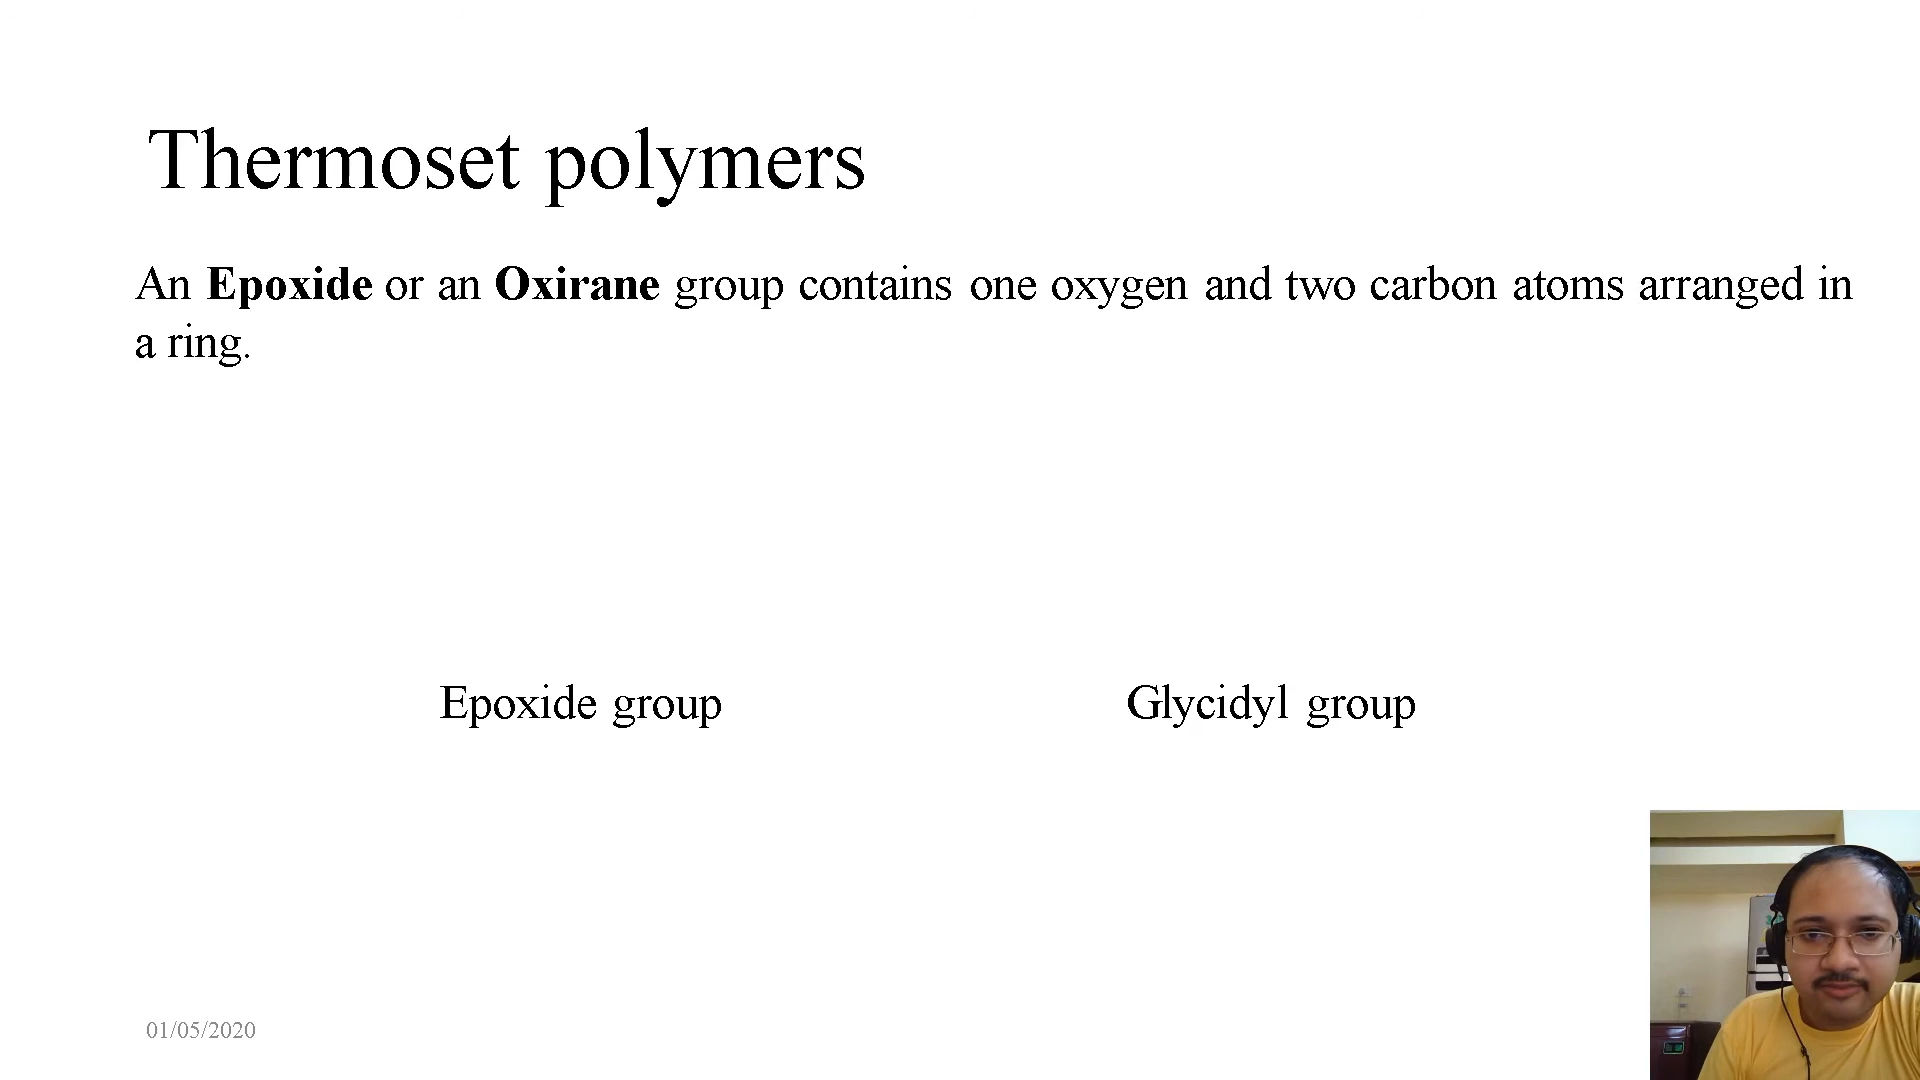 Thermoset polymers
An Epoxide or an Oxirane group contains one oxygen and two carbon atoms arranged in
a ring.
Epoxide group
Glycidyl group
01/05/2020